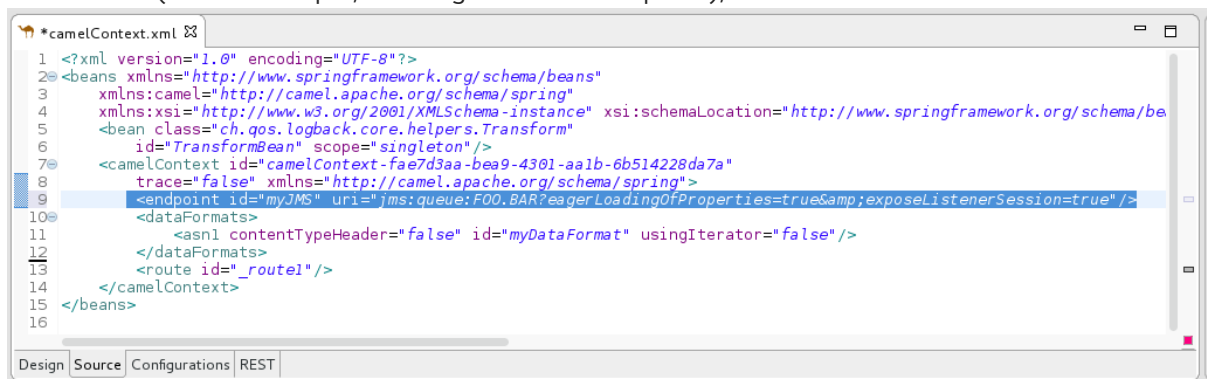 *camelContext.xml
1 <?xml version="1.0" encoding="UTF-8"?>
2 <beans xmlns="http://www.springframework.org/schema/beans"
3 xmlns:camel="http://camel.apache.org/schema/spring"
4 xmlns:xsi="http://www.w3.org/2001/XMLSchema-instance" xsi:schemaLocation="http://www.springframework.org/schema/be
5 <bean class="ch.qos.logback.core.helpers.Transform"
6 id="TransformBean" scope="singleton"/>
7 <camelContext id="camelContext-fae7d3aa-bea9-4301-aa1b-6b514228da7a"
8 trace="false" xmlns="http://camel.apache.org/schema/spring">
9 <endpoint id="myJMS" uri="jms:queue:FOO.BAR?eagerLoadingOfProperties=true&amp;exposeListenerSession=true"/>
10 <dataFormats>
11 <asn1 contentTypeHeader="false" id="myDataFormat" usingIterator="false"/>
12 </dataFormats>
13 <route id="_route1"/>
14 </camelContext>
15 </beans>
16
Design Source Configurations REST